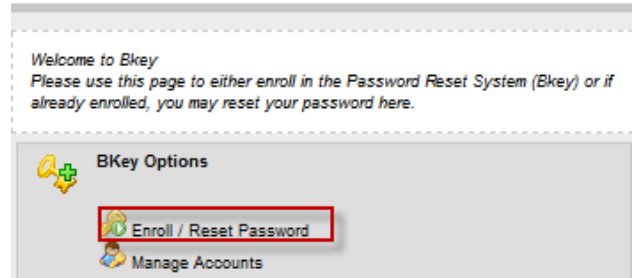 Welcome to Bkey
Please use this page to either enroll in the Password Reset System (Bkey) or if
already enrolled, you may reset your password here.
BKey Options
Enroll / Reset Password
Manage Accounts